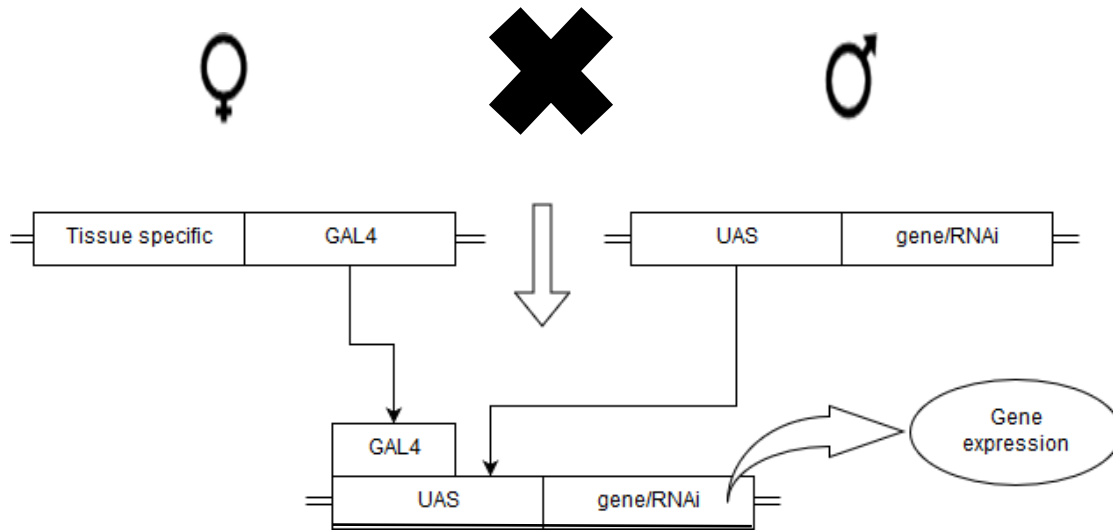 Tissue specific
GAL4
UAS
gene/RNAi
GAL4
UAS
gene/RNAi
Gene
expression